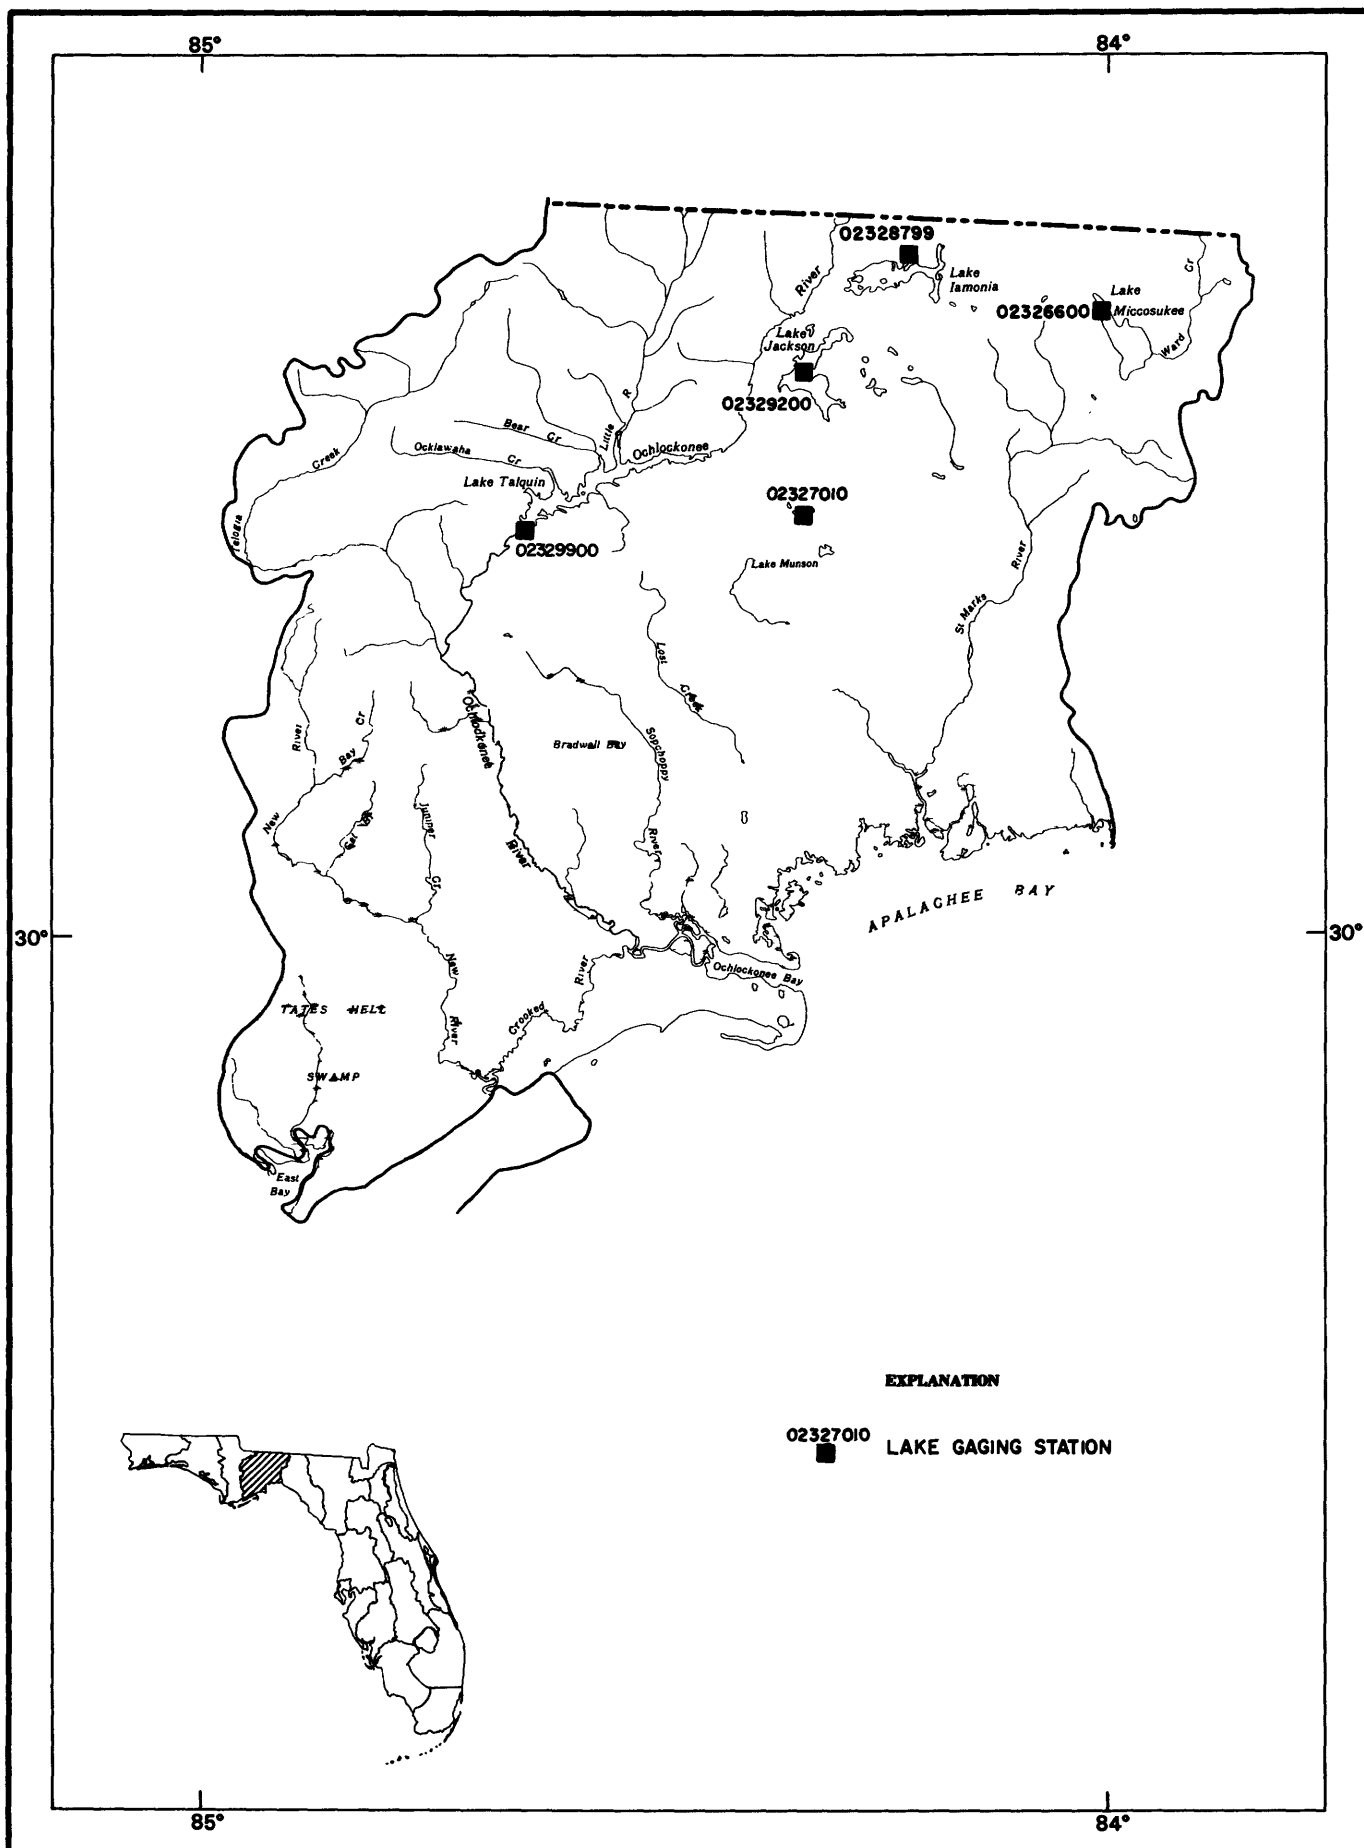 85° 84°
02328799
River
Lake
Iamonia
Cr
Lake
Miccosukee
02326600
Ward
Lake
Jackson
02329200
R
Little
Bear Cr
Ocklawaha Cr
Ochlockonee
Creek
Telogia
Lake Talquin
02329900
02327010
Lake Munson
River
St Marks
Lost
Creek
Ochlockonee
River
Bradwall Bay
Sopchoppy
River
River
Bay Cr
New
Juniper
Cr
APALACHEE BAY
30° 30°
New
River
River
Crooked
Ochlockonee Bay
TATES HELL
SWAMP
East
Bay
EXPLANATION
02327010
LAKE GAGING STATION
85° 84°